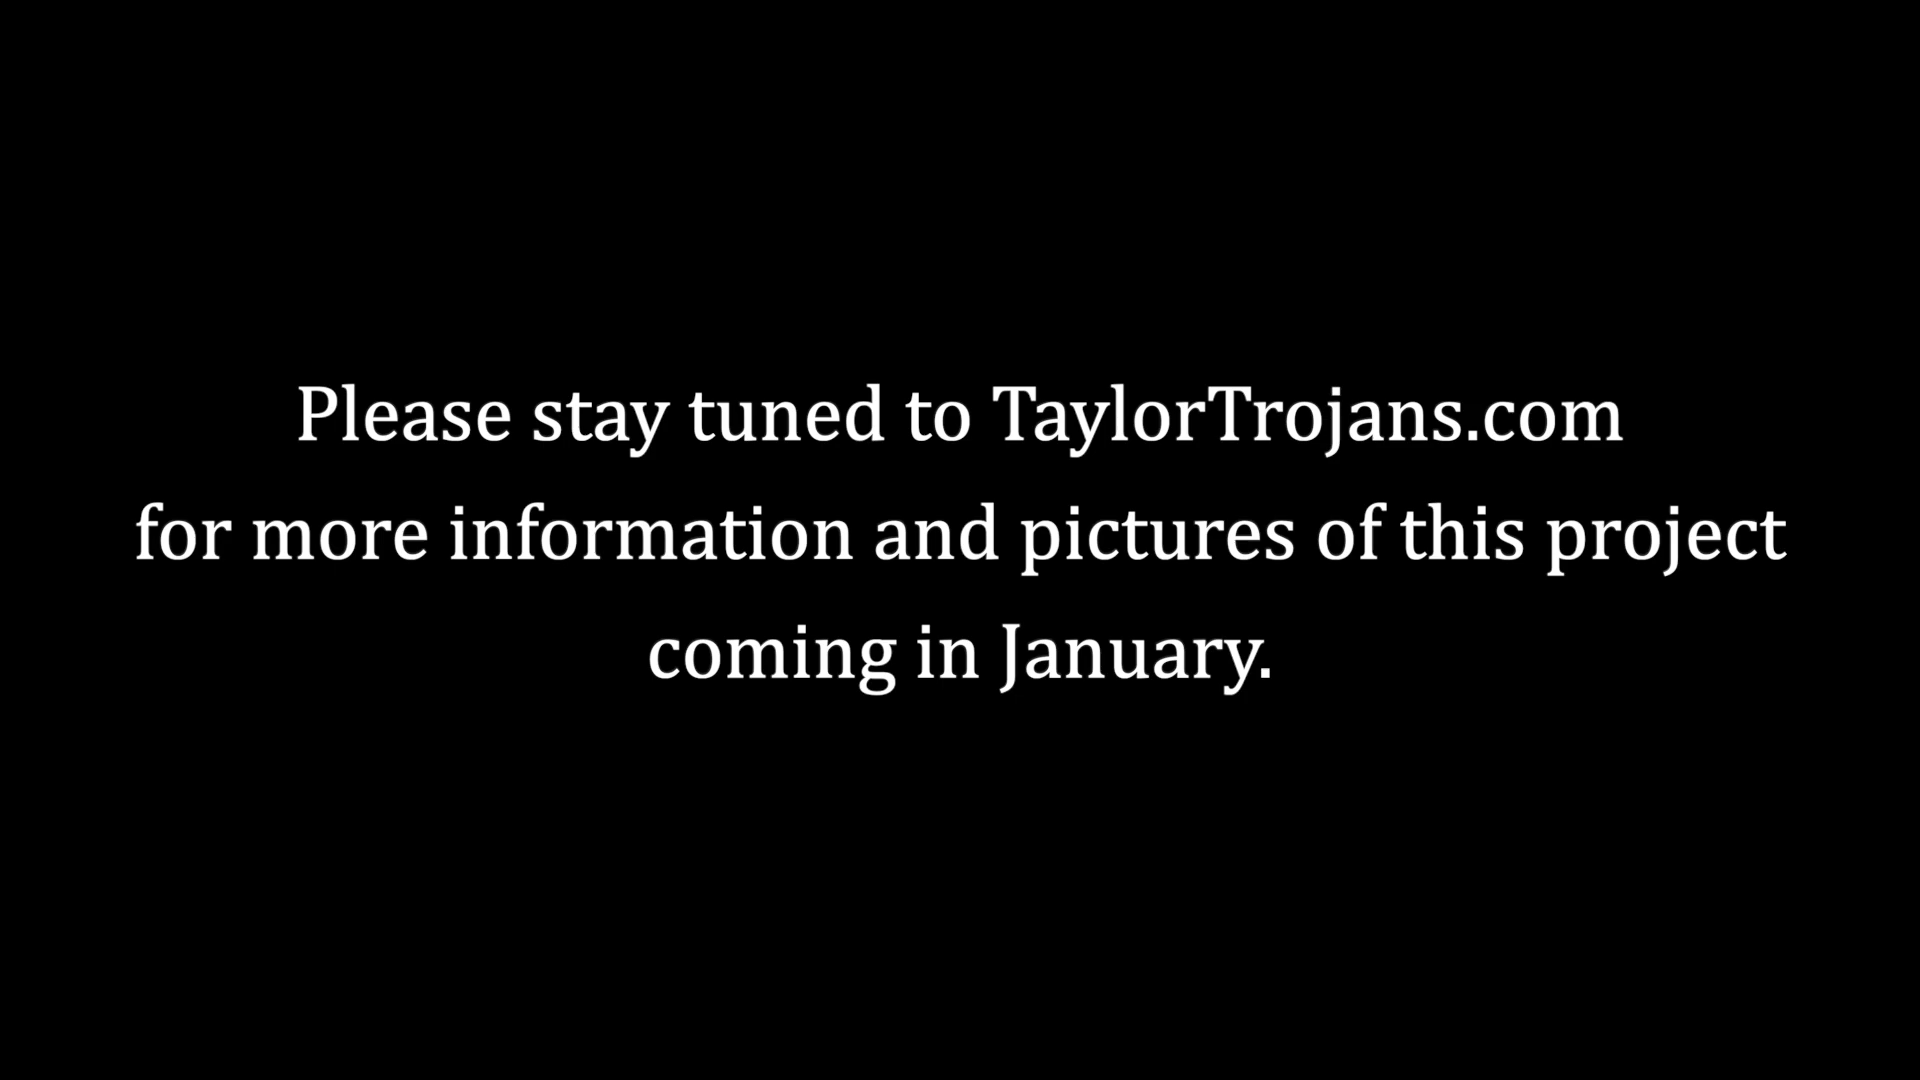 Please stay tuned to TaylorTrojans.com
for more information and pictures of this project
coming in January.